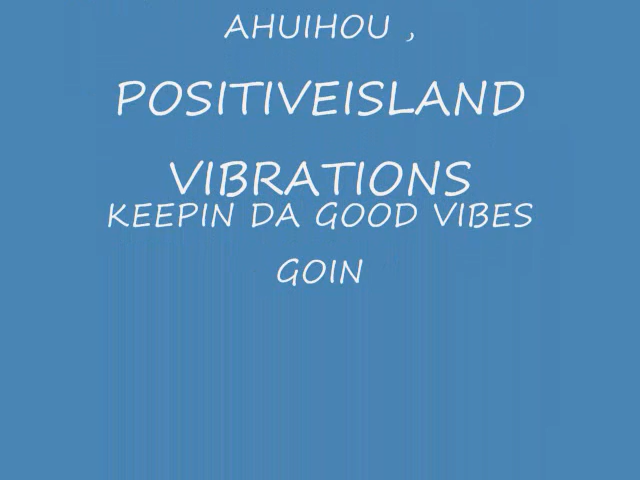 AHUIHOU ,
POSITIVEISLAND
VIBRATIONS
KEEPIN DA GOOD VIBES
GOIN